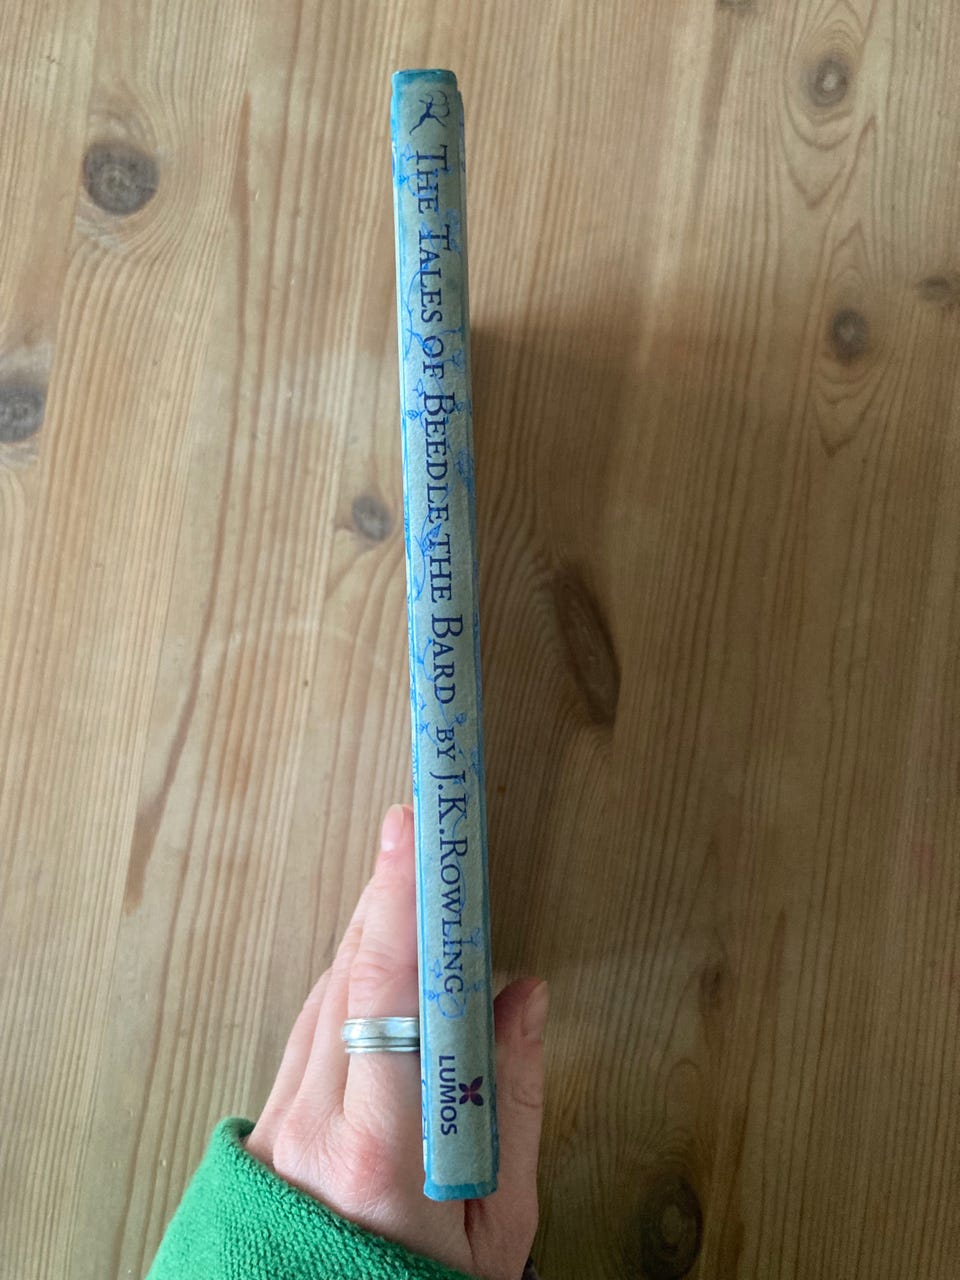 THE TALES OF BEEDLE THE BARD BY J.K.ROWLING
LUMOS